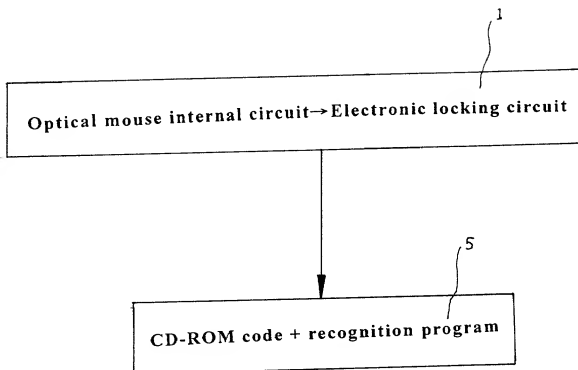 1
Optical mouse internal circuit→Electronic locking circuit
5
CD-ROM code + recognition program